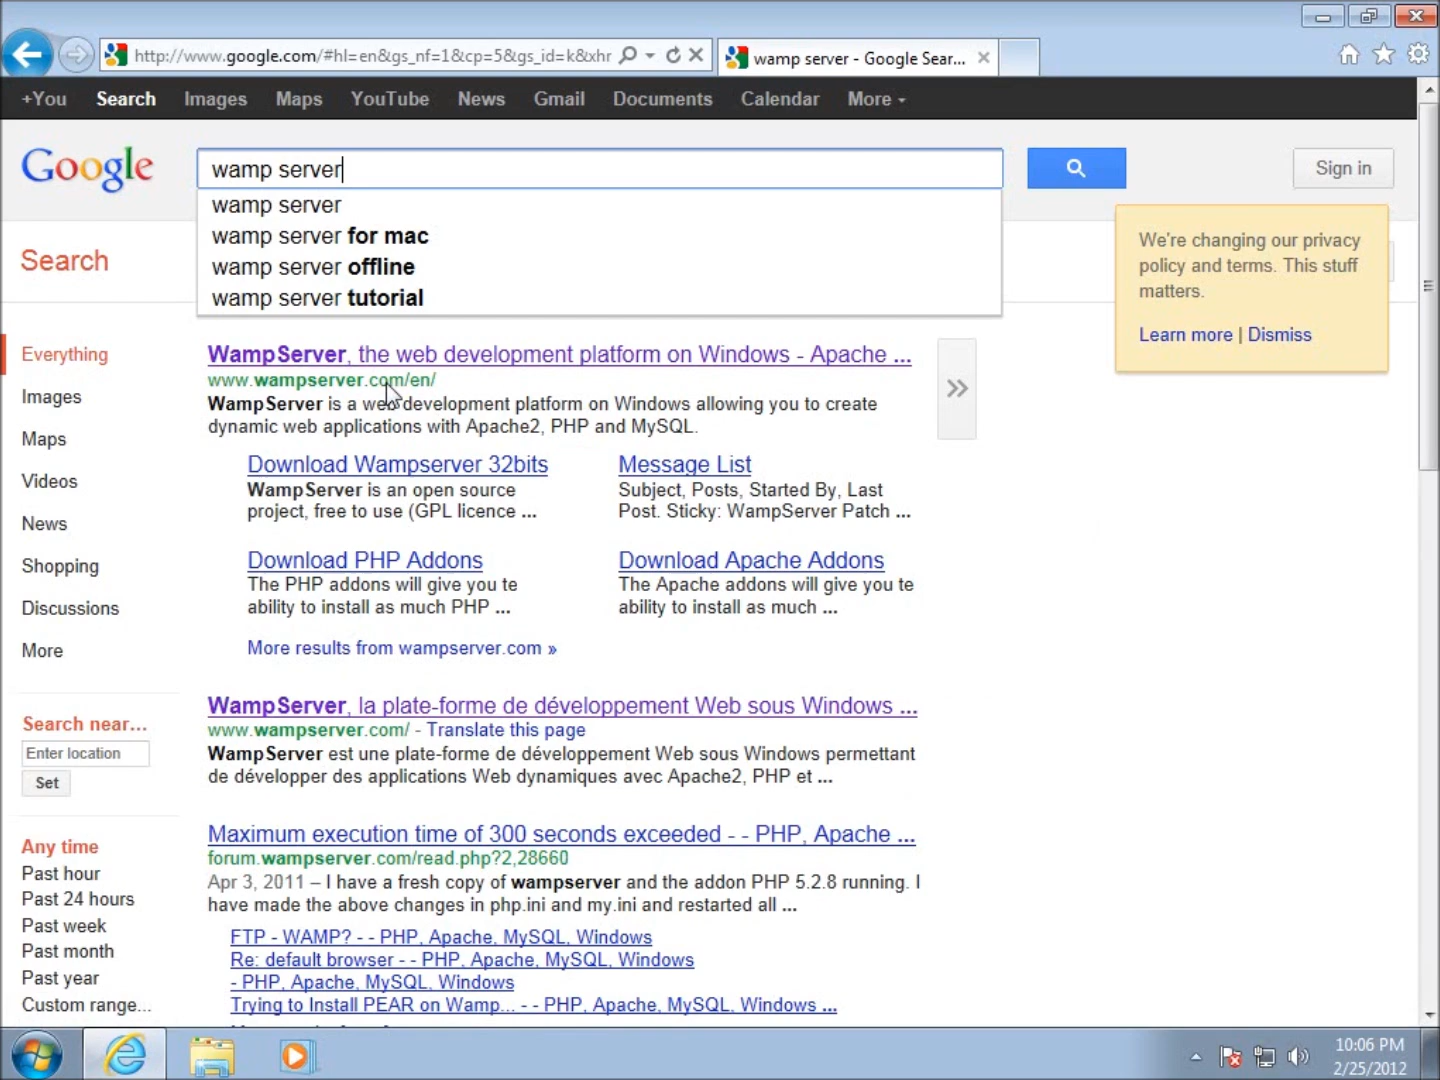 http://www.google.com/#hl=en&gs_nf=1&cp=5&gs_id=k&xhr
wamp server - Google Sear...
+You Search Images Maps YouTube News Gmail Documents Calendar More
Google
wamp server
Sign in
wamp server
wamp server for mac
wamp server offline
wamp server tutorial
We're changing our privacy
policy and terms. This stuff
matters.
Learn more | Dismiss
Search
Everything
Images
Maps
Videos
News
Shopping
Discussions
More
Search near...
Enter location
Set
Any time
Past hour
Past 24 hours
Past week
Past month
Past year
Custom range...
WampServer, the web development platform on Windows - Apache ...
www.wampserver.com/en/
WampServer is a web development platform on Windows allowing you to create
dynamic web applications with Apache2, PHP and MySQL.
Download Wampserver 32bits
WampServer is an open source
project, free to use (GPL licence ...
Message List
Subject, Posts, Started By, Last
Post. Sticky: WampServer Patch ...
Download PHP Addons
The PHP addons will give you te
ability to install as much PHP ...
Download Apache Addons
The Apache addons will give you te
ability to install as much ...
More results from wampserver.com »
WampServer, la plate-forme de développement Web sous Windows ...
www.wampserver.com/ - Translate this page
WampServer est une plate-forme de développement Web sous Windows permettant
de développer des applications Web dynamiques avec Apache2, PHP et ...
Maximum execution time of 300 seconds exceeded - - PHP, Apache ...
forum.wampserver.com/read.php?2,28660
Apr 3, 2011 – I have a fresh copy of wampserver and the addon PHP 5.2.8 running. I
have made the above changes in php.ini and my.ini and restarted all ...
FTP - WAMP? - - PHP, Apache, MySQL, Windows
Re: default browser - - PHP, Apache, MySQL, Windows
- PHP, Apache, MySQL, Windows
Trying to Install PEAR on Wamp... - - PHP, Apache, MySQL, Windows ...
10:06 PM
2/25/2012